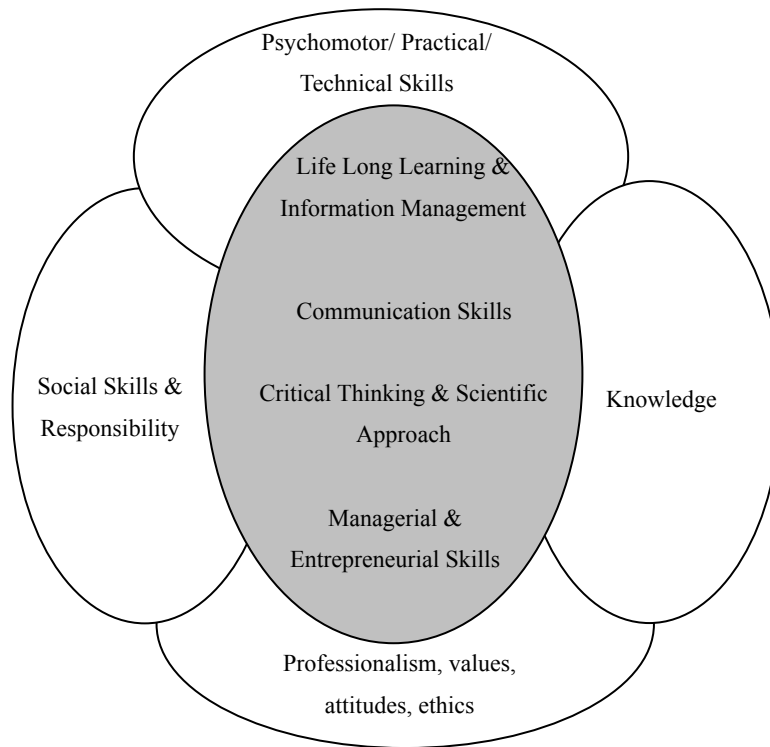 Psychomotor/ Practical/
Technical Skills
Life Long Learning &
Information Management
Communication Skills
Social Skills &
Responsibility
Critical Thinking & Scientific
Approach
Knowledge
Managerial &
Entrepreneurial Skills
Professionalism, values,
attitudes, ethics